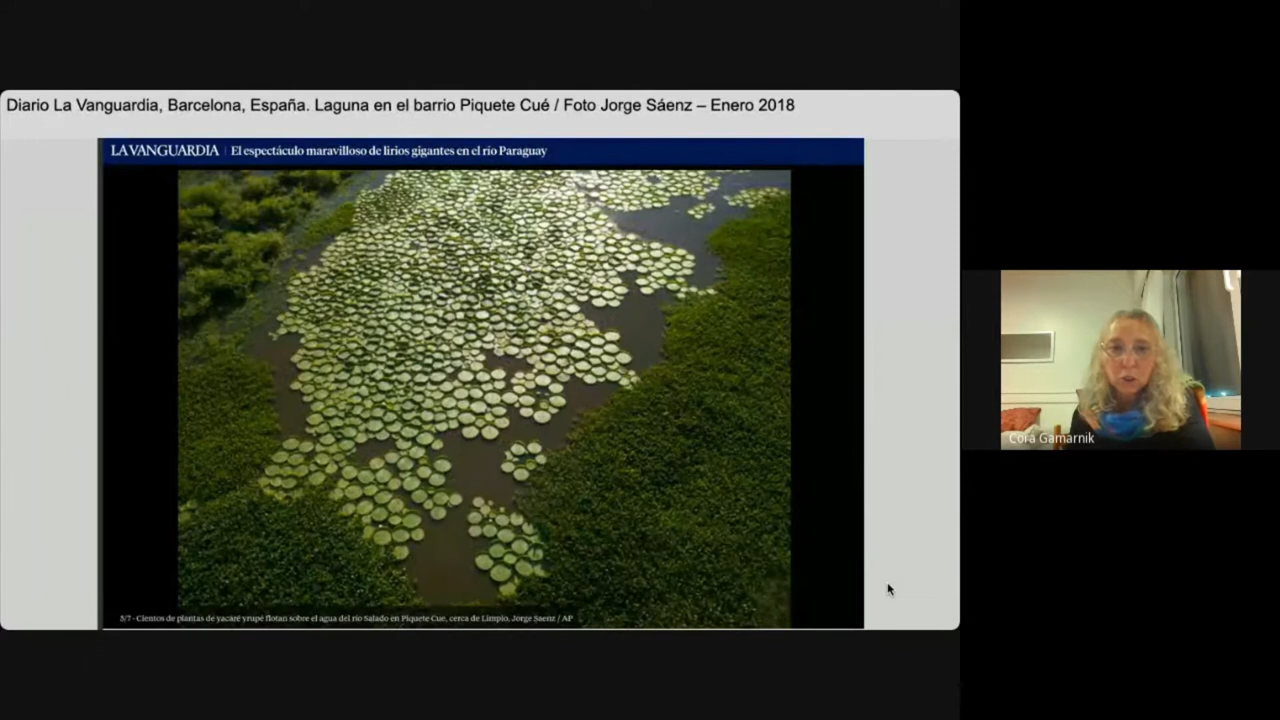 Diario La Vanguardia, Barcelona, España. Laguna en el barrio Piquete Cué / Foto Jorge Sáenz – Enero 2018
LA VANGUARDIA | El espectáculo maravilloso de lirios gigantes en el río Paraguay
Cora Gamarnik
5/7 - Cientos de plantas de yacaré yrupe flotan sobre el agua del río Salado en Piquete Cue, cerca de Limpio, Jorge Saenz / AP